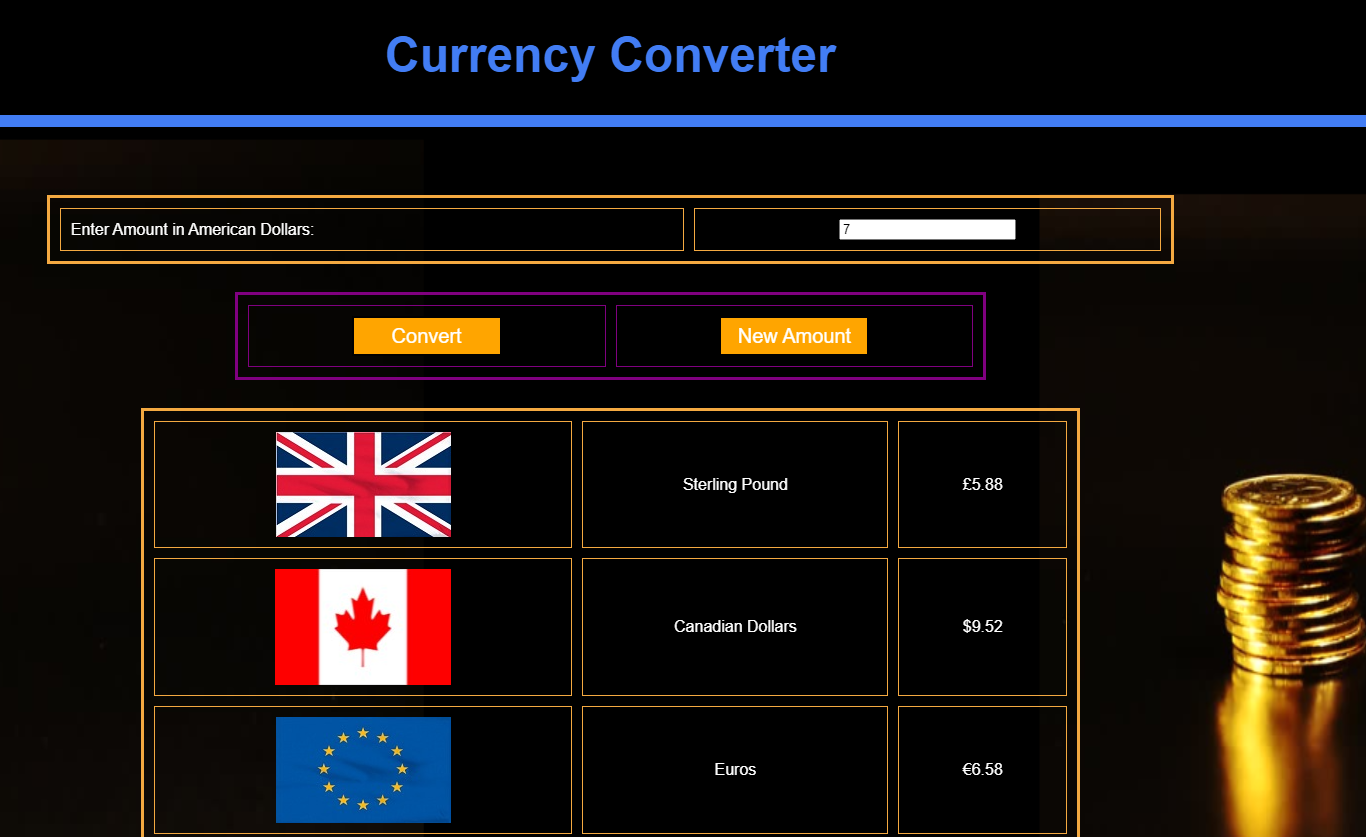 Currency Converter
Enter Amount in American Dollars:
7
Convert
New Amount
Sterling Pound
£5.88
Canadian Dollars
$9.52
Euros
€6.58